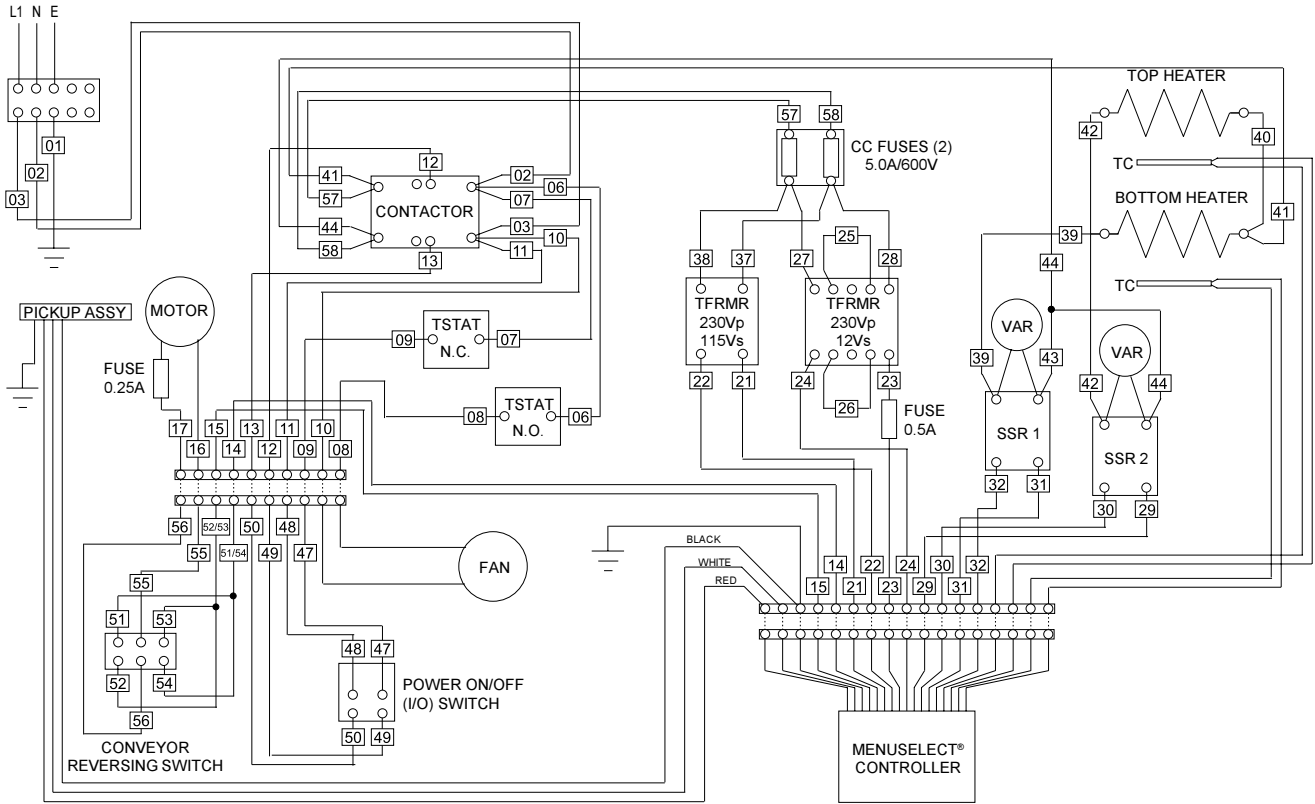 L1 N E
01
02
03
12
41
57
44
58
CONTACTOR
02
06
07
03
10
11
13
57
58
CC FUSES (2)
5.0A/600V
TOP HEATER
42
40
TC
BOTTOM HEATER
41
39
44
TC
PICKUP ASSY
MOTOR
FUSE
0.25A
09
TSTAT
N.C.
07
08
TSTAT
N.O.
06
38
37
27
25
28
TFRMR
230Vp
115Vs
TFRMR
230Vp
12Vs
22
21
24
26
23
FUSE
0.5A
VAR
VAR
39
43
42
44
SSR 1
SSR 2
32
31
30
29
17
16
15
14
13
12
11
10
09
08
56
55
52/53
51/54
50
49
48
47
FAN
55
51
53
52
54
56
CONVEYOR
REVERSING SWITCH
48
47
POWER ON/OFF
(I/O) SWITCH
50
49
BLACK
WHITE
RED
15
14
21
22
23
24
29
30
31
32
MENUSELECT®
CONTROLLER